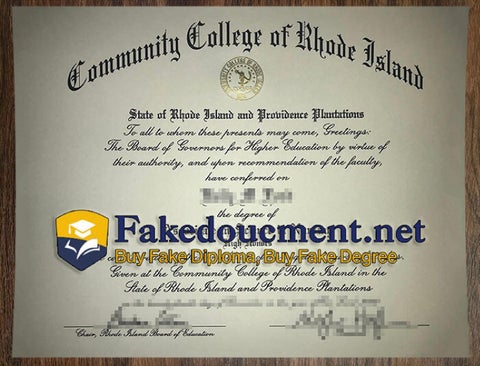 Community College of Rhode Island
State of Rhode Island and Providence Plantations
To all to whom these presents may come, Greetings:
The Board of Governors for Higher Education by virtue of
their authority, and upon recommendation of the faculty,
have conferred on
the degree of
Fakedoucment.net
High Honors
Buy Fake Diploma, Buy Fake Degree
Given at the Community College of Rhode Island in the
State of Rhode Island and Providence Plantations
Chair, Rhode Island Board of Education